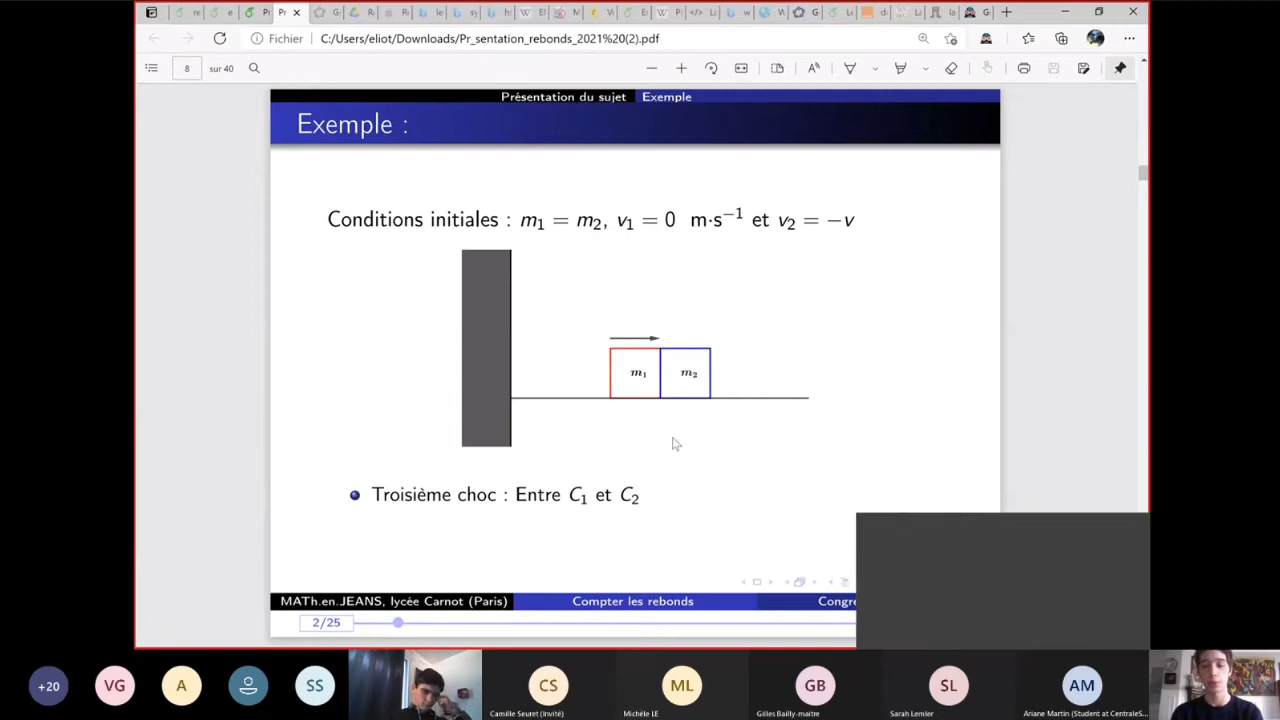 Fichier
C:/Users/eliot/Downloads/Pr_sentation_rebonds_2021%20(2).pdf
8 sur 40
Présentation du sujet Exemple
Exemple :
Conditions initiales : m₁ = m₂, v₁ = 0 m·s⁻¹ et v₂ = −v
m₁ m₂
Troisième choc : Entre C₁ et C₂
MATh.en.JEANS, lycée Carnot (Paris) Compter les rebonds Congre
2/25
+20 VG A SS CS ML GB SL AM
Camille Seuret (Invité) Michèle LE Gilles Bailly-maitre Sarah Lemler Ariane Martin (Student at CentraleS...